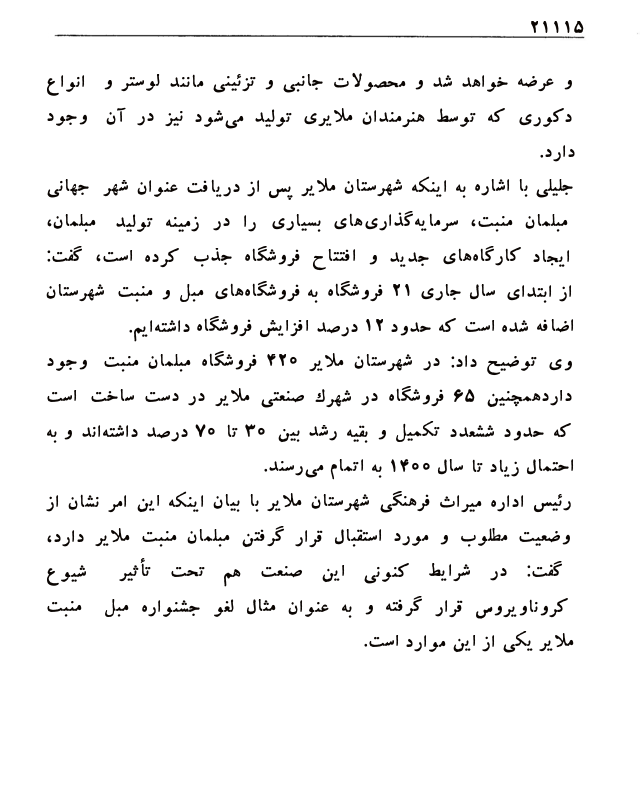 ۲۱۱۱۵
و عرضه خواهد شد و محصولات جانبی و تزئینی مانند لوستر و انواع
دکوری که توسط هنرمندان ملایری تولید می‌شود نیز در آن وجود
دارد.
جلیلی با اشاره به اینکه شهرستان ملایر پس از دریافت عنوان شهر جهانی
مبلمان منبت، سرمایه‌گذاری‌های بسیاری را در زمینه تولید مبلمان،
ایجاد کارگاه‌های جدید و افتتاح فروشگاه جذب کرده است، گفت:
از ابتدای سال جاری ۲۱ فروشگاه به فروشگاه‌های مبل و منبت شهرستان
اضافه شده است که حدود ۱۲ درصد افزایش فروشگاه داشته‌ایم.
وی توضیح داد: در شهرستان ملایر ۴۲۰ فروشگاه مبلمان منبت وجود
داردهمچنین ۶۵ فروشگاه در شهرك صنعتی ملایر در دست ساخت است
که حدود ششعدد تکمیل و بقیه رشد بین ۳۰ تا ۷۰ درصد داشته‌اند و به
احتمال زیاد تا سال ۱۴۰۰ به اتمام می‌رسند.
رئیس اداره میراث فرهنگی شهرستان ملایر با بیان اینکه این امر نشان از
وضعیت مطلوب و مورد استقبال قرار گرفتن مبلمان منبت ملایر دارد،
گفت: در شرایط کنونی این صنعت هم تحت تأثیر شیوع
کروناویروس قرار گرفته و به عنوان مثال لغو جشنواره مبل منبت
ملایر یکی از این موارد است.